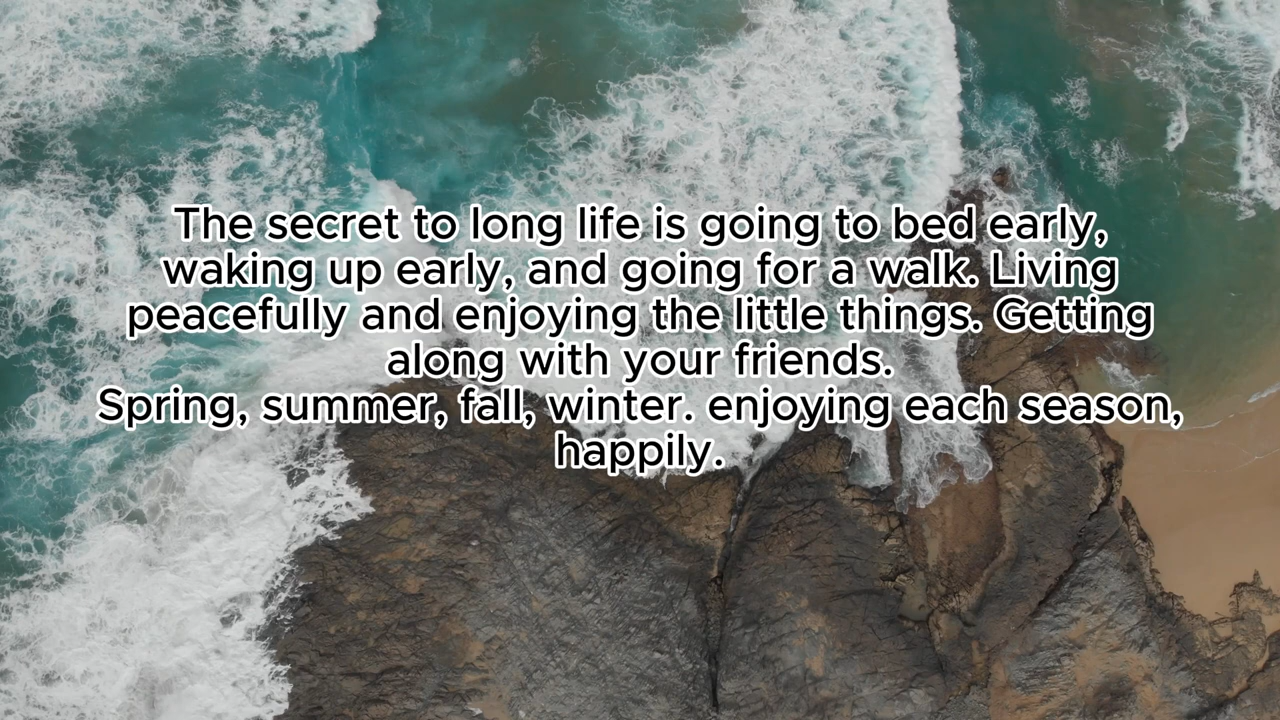 The secret to long life is going to bed early,
waking up early, and going for a walk. Living
peacefully and enjoying the little things. Getting
along with your friends.
Spring, summer, fall, winter. enjoying each season,
happily.